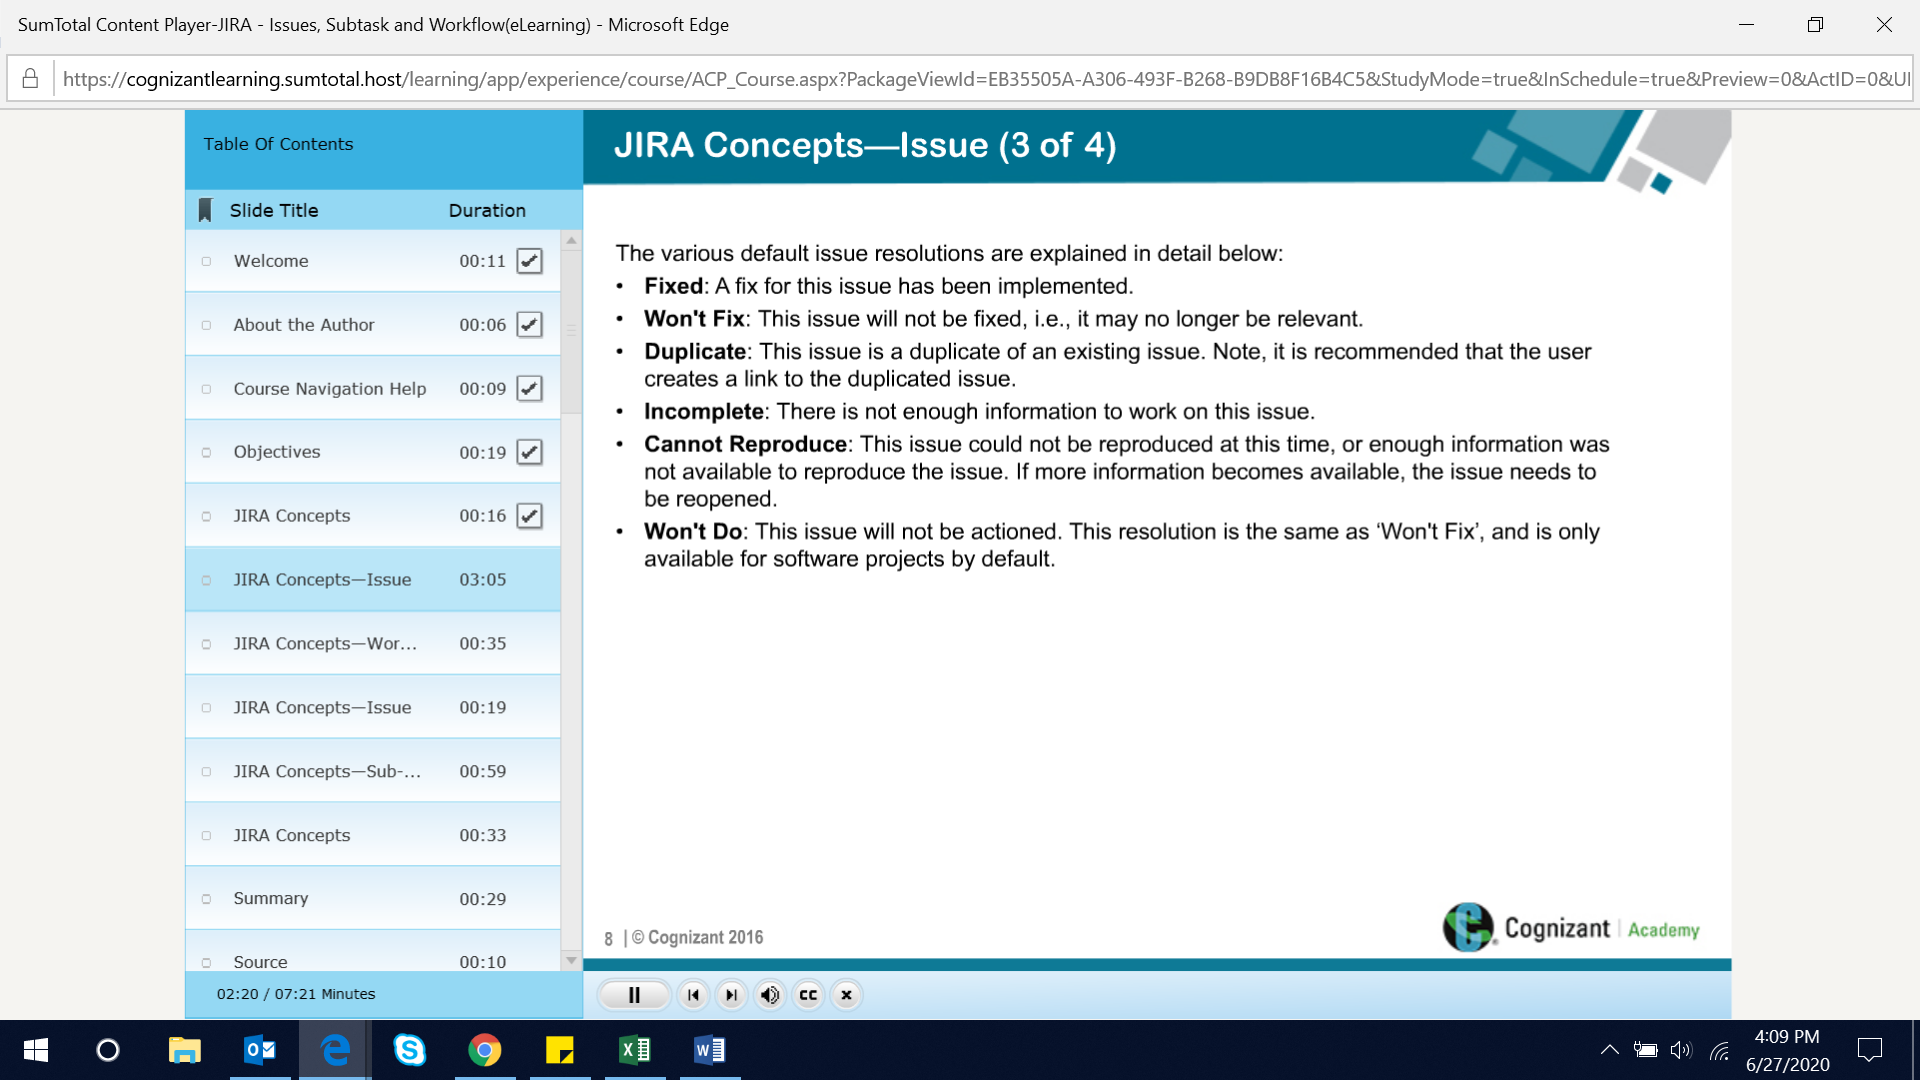 SumTotal Content Player-JIRA - Issues, Subtask and Workflow(eLearning) - Microsoft Edge
https://cognizantlearning.sumtotal.host/learning/app/experience/course/ACP_Course.aspx?PackageViewId=EB35505A-A306-493F-B268-B9DB8F16B4C5&StudyMode=true&InSchedule=true&Preview=0&ActID=0&UI
Table Of Contents
Slide Title Duration
Welcome 00:11
About the Author 00:06
Course Navigation Help 00:09
Objectives 00:19
JIRA Concepts 00:16
JIRA Concepts—Issue 03:05
JIRA Concepts—Wor... 00:35
JIRA Concepts—Issue 00:19
JIRA Concepts—Sub-... 00:59
JIRA Concepts 00:33
Summary 00:29
Source 00:10
02:20 / 07:21 Minutes
JIRA Concepts—Issue (3 of 4)
The various default issue resolutions are explained in detail below:
• Fixed: A fix for this issue has been implemented.
• Won't Fix: This issue will not be fixed, i.e., it may no longer be relevant.
• Duplicate: This issue is a duplicate of an existing issue. Note, it is recommended that the user
creates a link to the duplicated issue.
• Incomplete: There is not enough information to work on this issue.
• Cannot Reproduce: This issue could not be reproduced at this time, or enough information was
not available to reproduce the issue. If more information becomes available, the issue needs to
be reopened.
• Won't Do: This issue will not be actioned. This resolution is the same as ‘Won't Fix’, and is only
available for software projects by default.
8 | © Cognizant 2016
Cognizant | Academy
CC
4:09 PM
6/27/2020